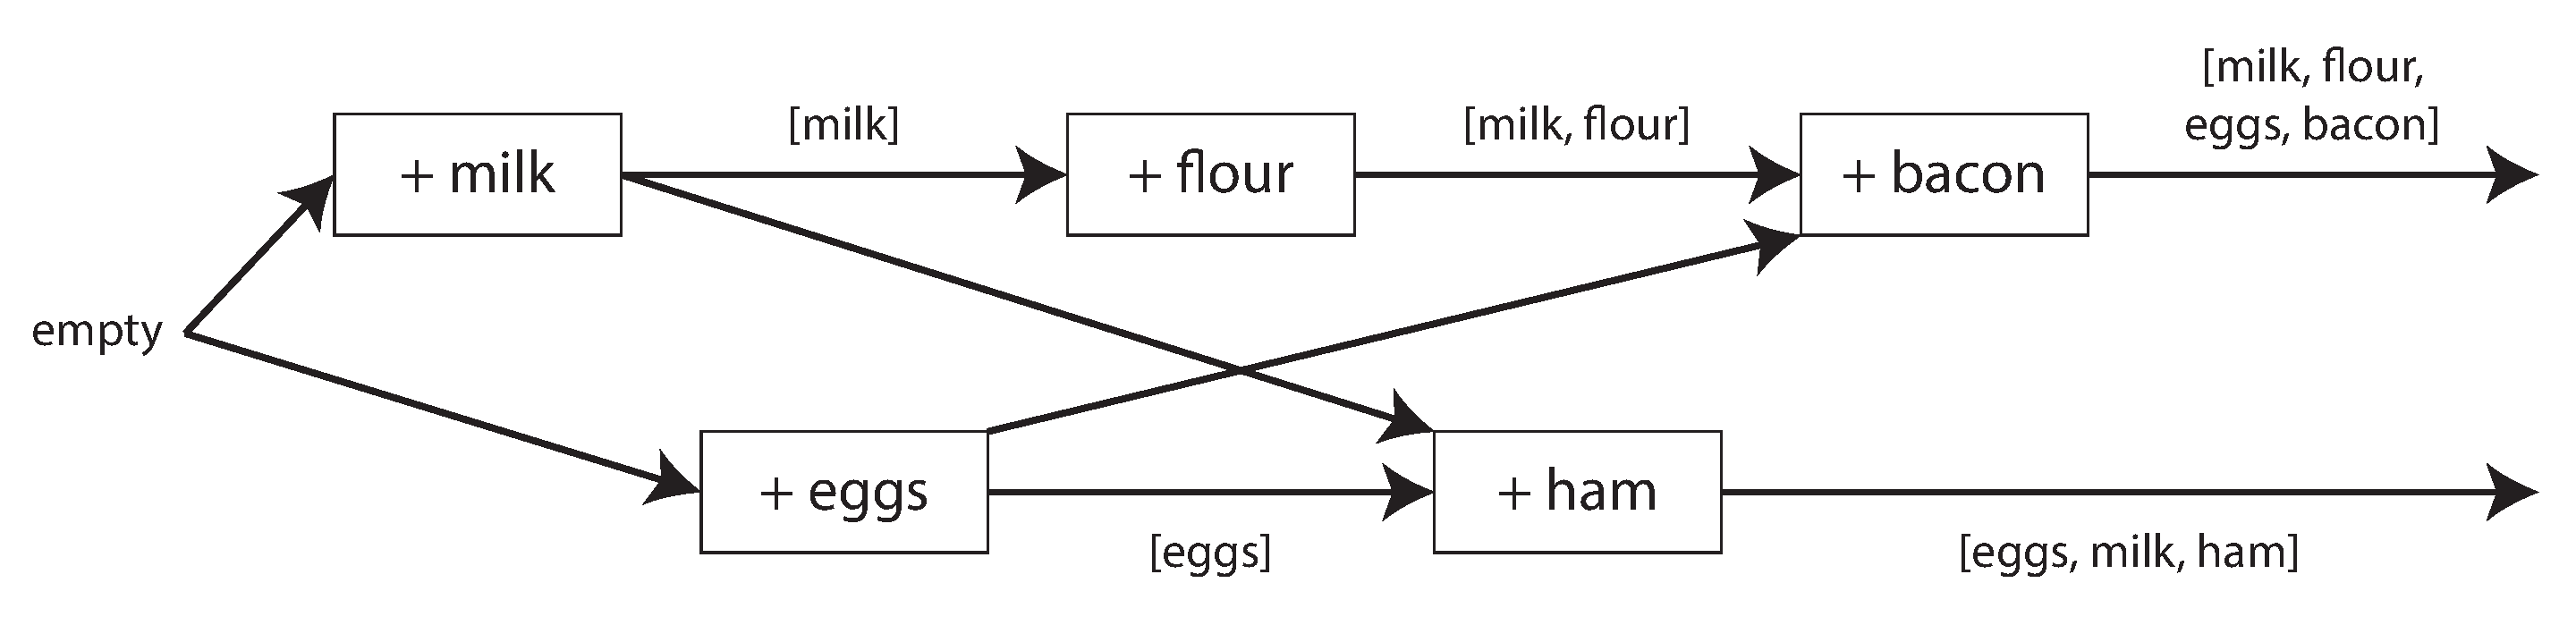 [milk, flour,
eggs, bacon]
[milk]
[milk, flour]
+ milk
+ flour
+ bacon
empty
+ eggs
+ ham
[eggs]
[eggs, milk, ham]